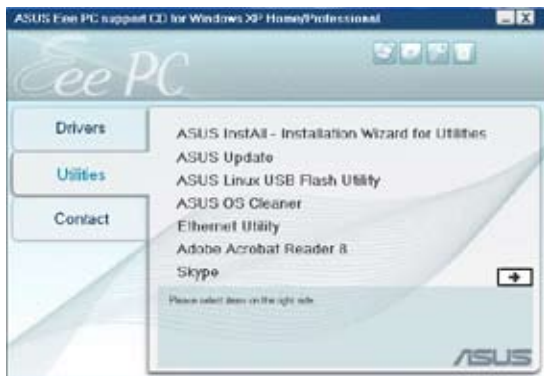 ASUS Eee PC support CD for Windows XP Home/Professional
Eee PC
Drivers
Utilities
Contact
ASUS InstAll - Installation Wizard for Utilities
ASUS Update
ASUS Linux USB Flash Utility
ASUS OS Cleaner
Ethernet Utility
Adobe Acrobat Reader 8
Skype
Please select items on the right side.
ASUS